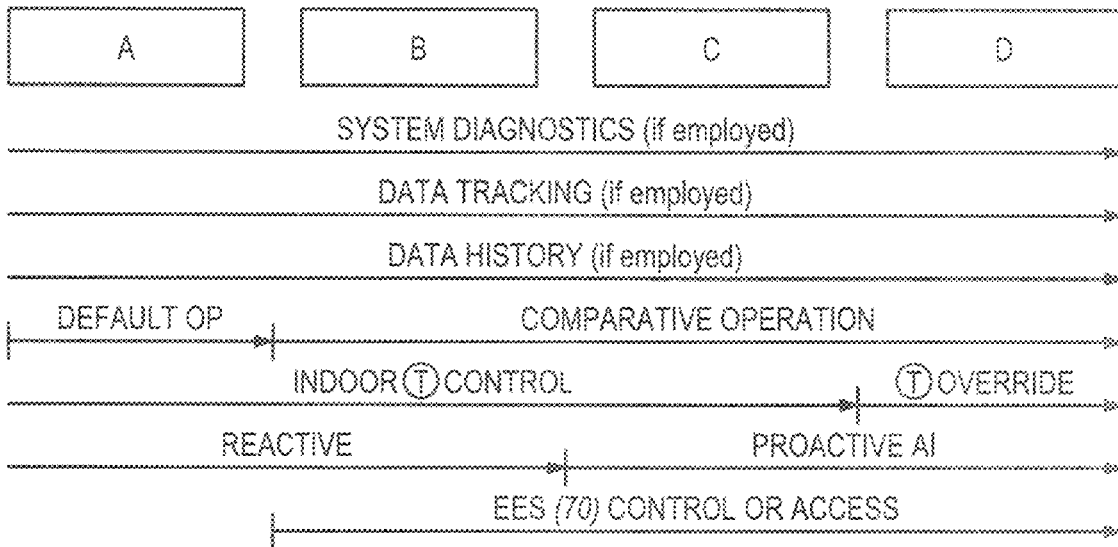 A B C D
SYSTEM DIAGNOSTICS (if employed)
DATA TRACKING (if employed)
DATA HISTORY (if employed)
DEFAULT OP COMPARATIVE OPERATION
INDOOR Ⓣ CONTROL Ⓣ OVERRIDE
REACTIVE PROACTIVE AI
EES (70) CONTROL OR ACCESS